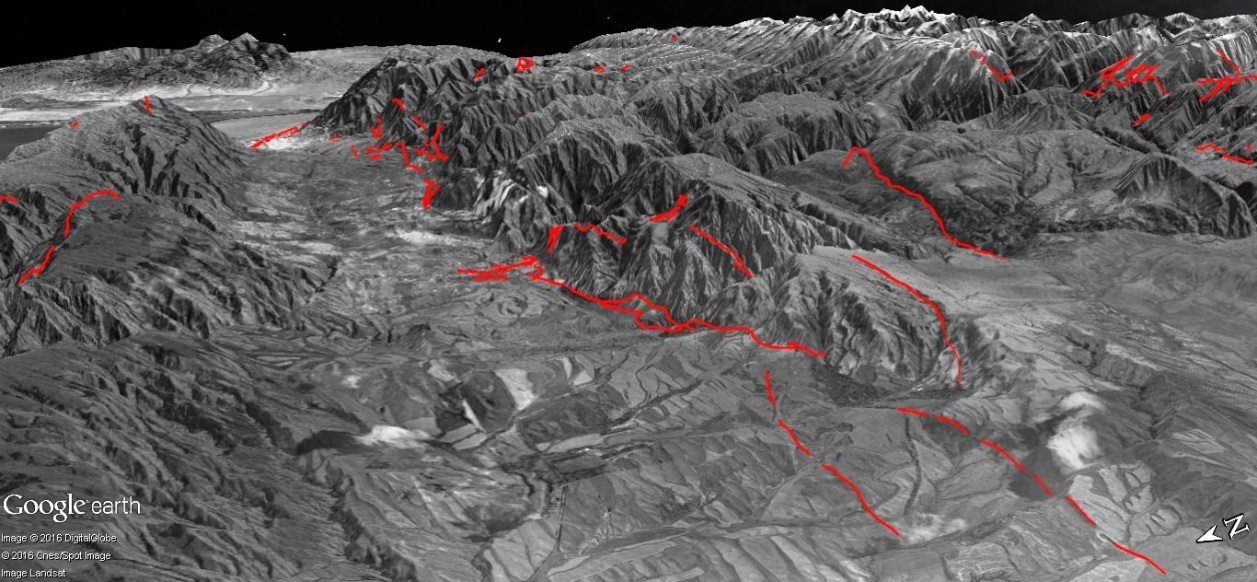 Google earth
Image © 2016 DigitalGlobe
© 2016 Cnes/Spot Image
Image Landsat
N